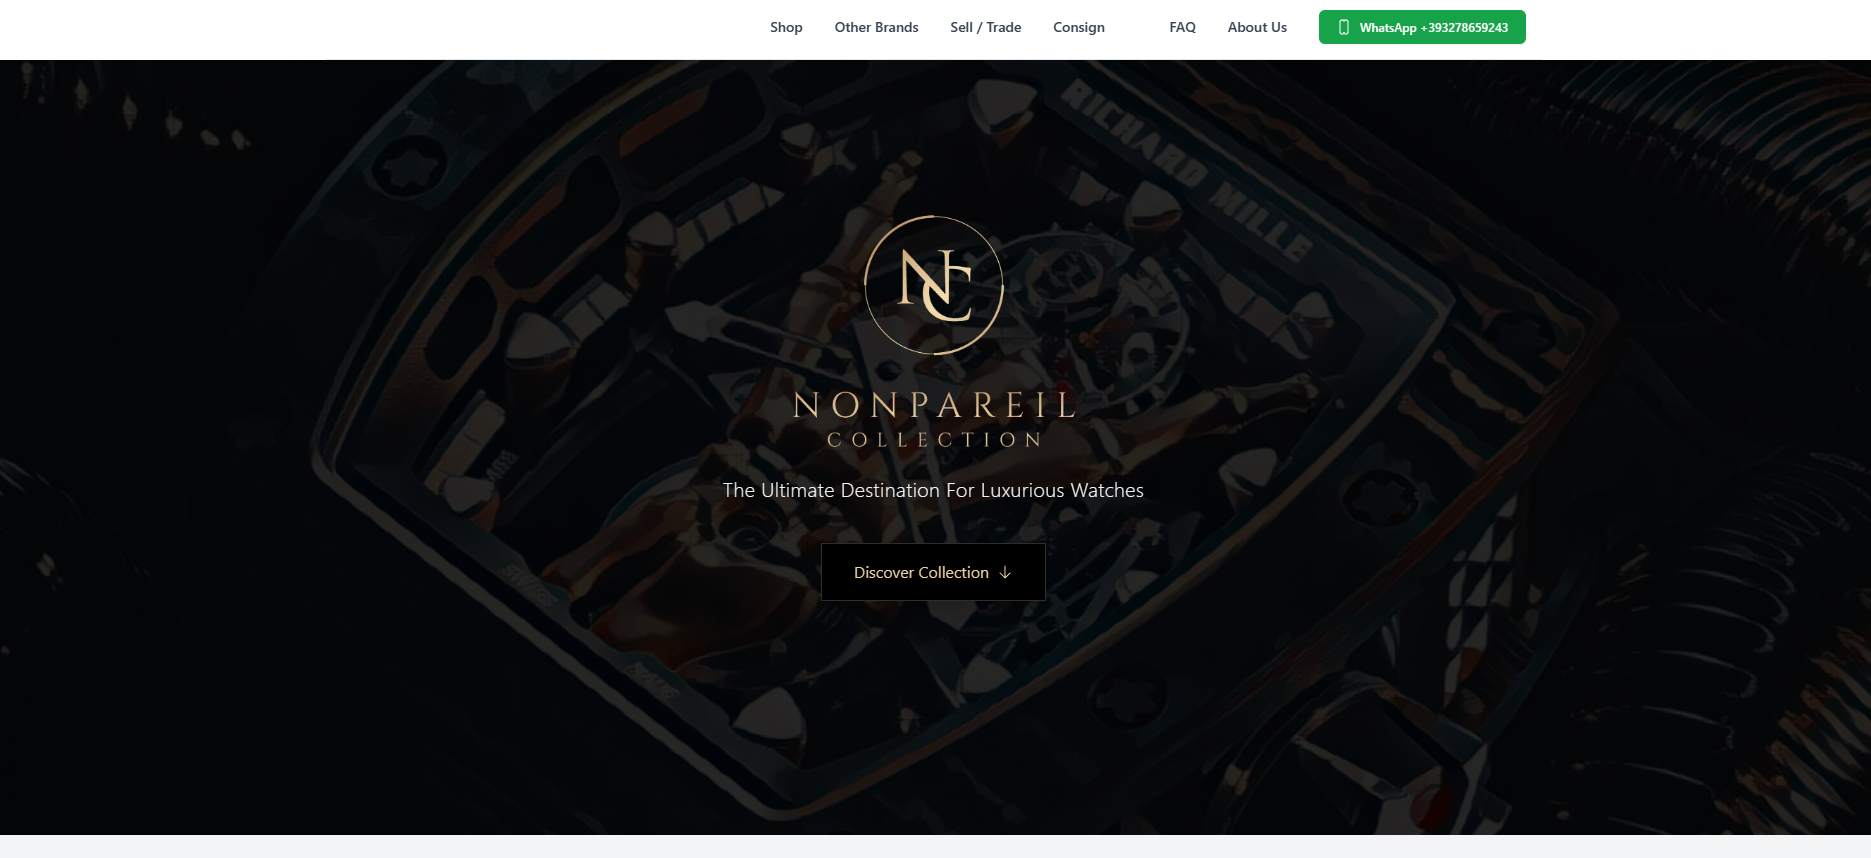 Shop Other Brands Sell / Trade Consign FAQ About Us WhatsApp +393278659243
RICHARD MILLE
NC
NONPAREIL
COLLECTION
The Ultimate Destination For Luxurious Watches
Discover Collection ↓
SWISS